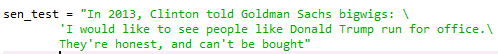 sen_test = "In 2013, Clinton told Goldman Sachs bigwigs: \
'I would like to see people like Donald Trump run for office.\
They're honest, and can't be bought"